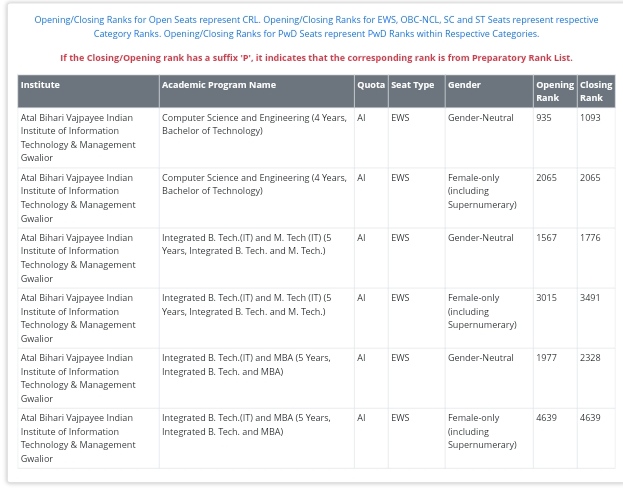 Opening/Closing Ranks for Open Seats represent CRL. Opening/Closing Ranks for EWS, OBC-NCL, SC and ST Seats represent respective
Category Ranks. Opening/Closing Ranks for PwD Seats represent PwD Ranks within Respective Categories.
If the Closing/Opening rank has a suffix 'P', it indicates that the corresponding rank is from Preparatory Rank List.
Institute Academic Program Name Quota Seat Type Gender Opening Closing
Rank Rank
Atal Bihari Vajpayee Indian Computer Science and Engineering (4 Years, AI EWS Gender-Neutral 935 1093
Institute of Information Bachelor of Technology)
Technology & Management
Gwalior
Atal Bihari Vajpayee Indian Computer Science and Engineering (4 Years, AI EWS Female-only 2065 2065
Institute of Information Bachelor of Technology) (including
Technology & Management Supernumerary)
Gwalior
Atal Bihari Vajpayee Indian Integrated B. Tech.(IT) and M. Tech (IT) (5 AI EWS Gender-Neutral 1567 1776
Institute of Information Years, Integrated B. Tech. and M. Tech.)
Technology & Management
Gwalior
Atal Bihari Vajpayee Indian Integrated B. Tech.(IT) and M. Tech (IT) (5 AI EWS Female-only 3015 3491
Institute of Information Years, Integrated B. Tech. and M. Tech.) (including
Technology & Management Supernumerary)
Gwalior
Atal Bihari Vajpayee Indian Integrated B. Tech.(IT) and MBA (5 Years, AI EWS Gender-Neutral 1977 2328
Institute of Information Integrated B. Tech. and MBA)
Technology & Management
Gwalior
Atal Bihari Vajpayee Indian Integrated B. Tech.(IT) and MBA (5 Years, AI EWS Female-only 4639 4639
Institute of Information Integrated B. Tech. and MBA) (including
Technology & Management Supernumerary)
Gwalior